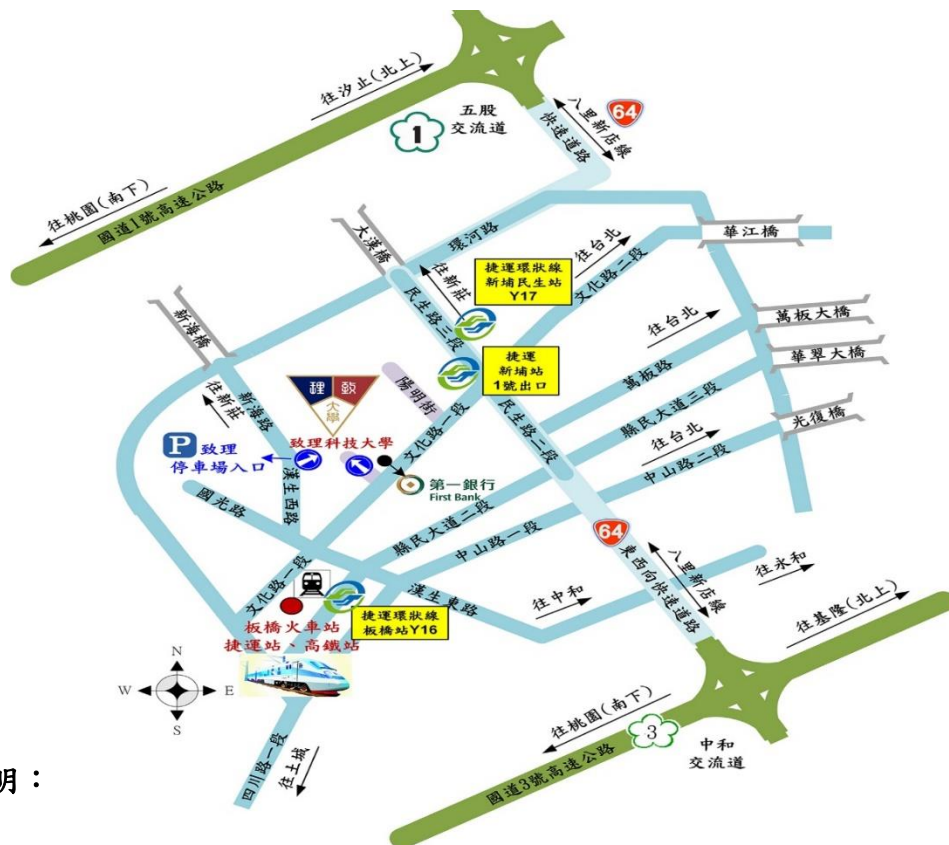 往汐止(北上)
五股
交流道
1
64
八里新店線
快速道路
往桃園(南下)
國道1號高速公路
大漢橋
環河路
往新莊
捷運環狀線
新埔民生站
Y17
往台北
文化路二段
華江橋
民生路三段
新海橋
捷運
新埔站
1號出口
往台北
萬板大橋
萬板路
華翠大橋
往新莊
新海路
理致
大學
陽明街
文化路一段
民生路二段
縣民大道三段
光復橋
往台北
中山路二段
致理科技大學
P 致理
停車場入口
漢生西路
第一銀行
First Bank
國光路
縣民大道二段
中山路一段
64
東西向快速道路
八里新店線
往永和
文化路一段
漢生東路
往中和
捷運環狀線
板橋站Y16
板橋火車站
捷運站、高鐵站
往基隆(北上)
N
W
E
S
往桃園(南下)
3
國道3號高速公路
中和
交流道
四川路一段
往土城
明：